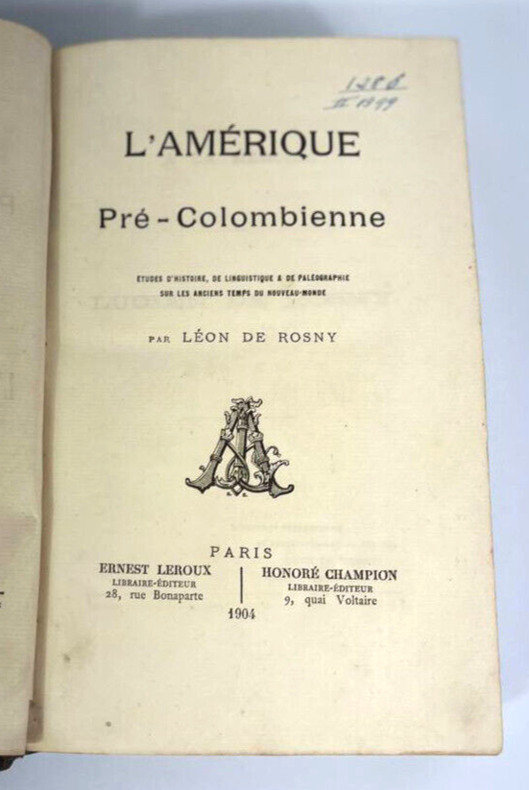 L'AMÉRIQUE
Pré-Colombienne
ÉTUDES D'HISTOIRE, DE LINGUISTIQUE & DE PALÉOGRAPHIE
SUR LES ANCIENS TEMPS DU NOUVEAU-MONDE
PAR LÉON DE ROSNY
PARIS
ERNEST LEROUX
LIBRAIRE-ÉDITEUR
28, rue Bonaparte
HONORÉ CHAMPION
LIBRAIRE-ÉDITEUR
9, quai Voltaire
1904